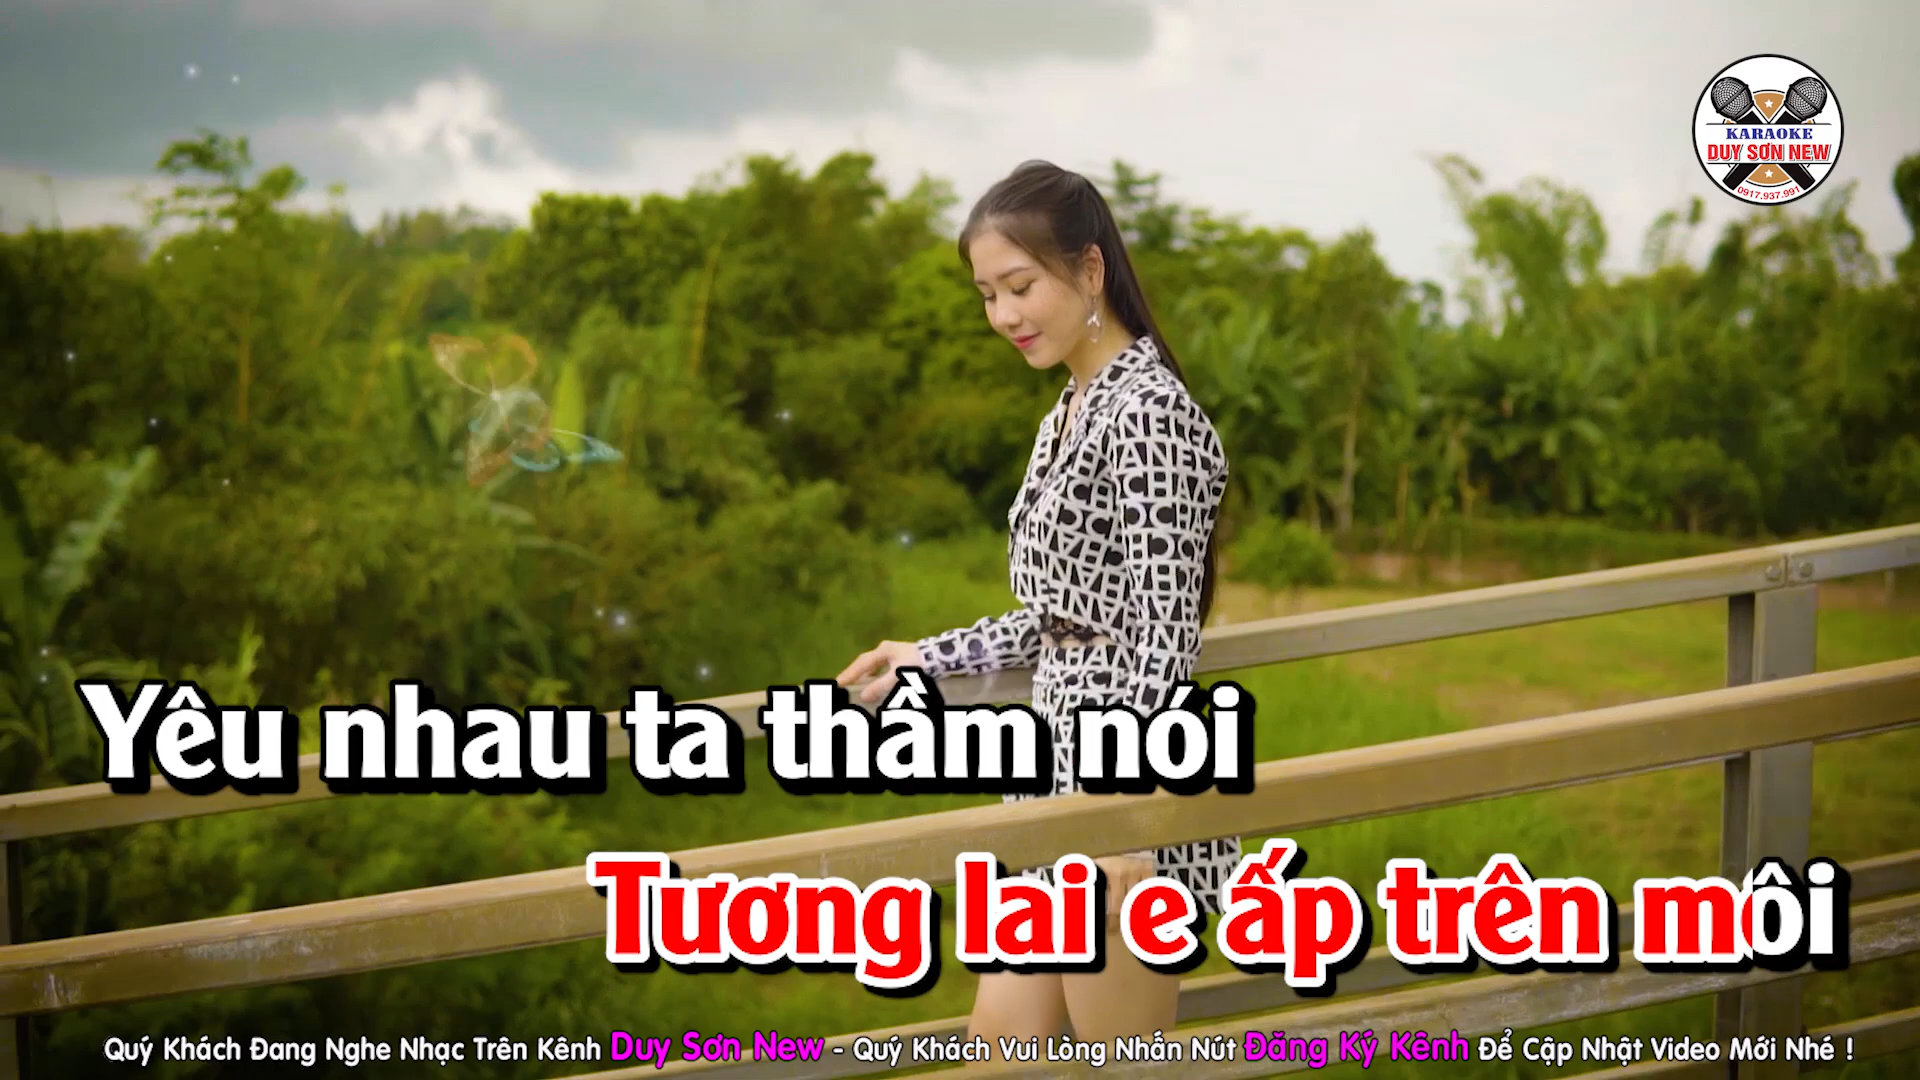 KARAOKE
DUY SƠN NEW
0917.937.991
Yêu nhau ta thầm nói
Tương lai e ấp trên môi
Quý Khách Đang Nghe Nhạc Trên Kênh Duy Sơn New - Quý Khách Vui Lòng Nhấn Nút Đăng Ký Kênh Để Cập Nhật Video Mới Nhé !